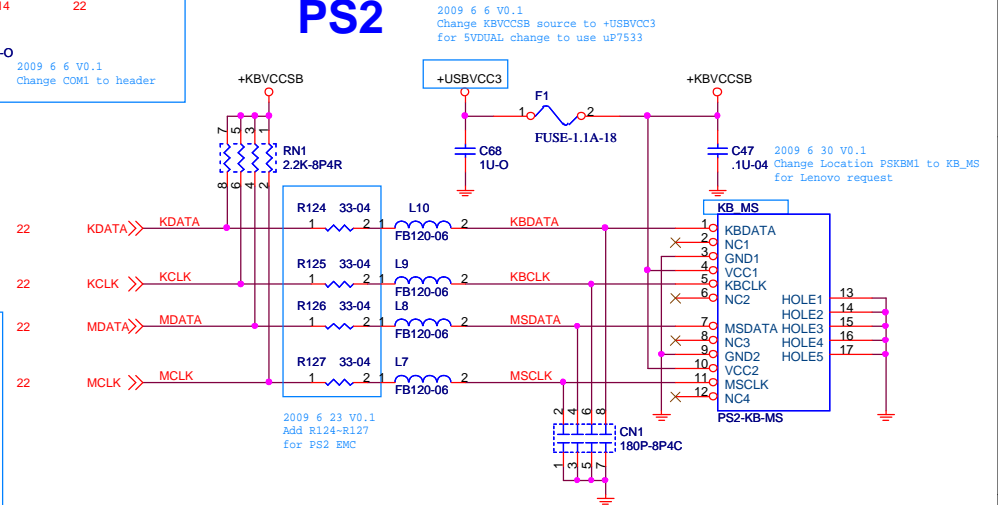 14 22
-O
2009 6 6 V0.1
Change COM1 to header
PS2
2009 6 6 V0.1
Change KBVCCSB source to +USBVCC3
for 5VDUAL change to use uP7533
+KBVCCSB
+USBVCC3
+KBVCCSB
F1
1 2
FUSE-1.1A-18
7 5 3 1
RN1
2.2K-8P4R
8 6 4 2
C68
1U-O
C47
.1U-04
2009 6 30 V0.1
Change Location PSKBM1 to KB_MS
for Lenovo request
22 KDATA KDATA R124 33-04 1 2 1 L10 2 FB120-06 KBDATA
22 KCLK KCLK R125 33-04 1 2 1 L9 2 FB120-06 KBCLK
22 MDATA MDATA R126 33-04 1 2 1 L8 2 FB120-06 MSDATA
22 MCLK MCLK R127 33-04 1 2 1 L7 2 FB120-06 MSCLK
KB_MS
1 KBDATA
2 NC1
3 GND1
4 VCC1
5 KBCLK
6 NC2
7 MSDATA
8 NC3
9 GND2
10 VCC2
11 MSCLK
12 NC4
HOLE1 13
HOLE2 14
HOLE3 15
HOLE4 16
HOLE5 17
PS2-KB-MS
2009 6 23 V0.1
Add R124~R127
for PS2 EMC
2 4 6 8
CN1
180P-8P4C
1 3 5 7